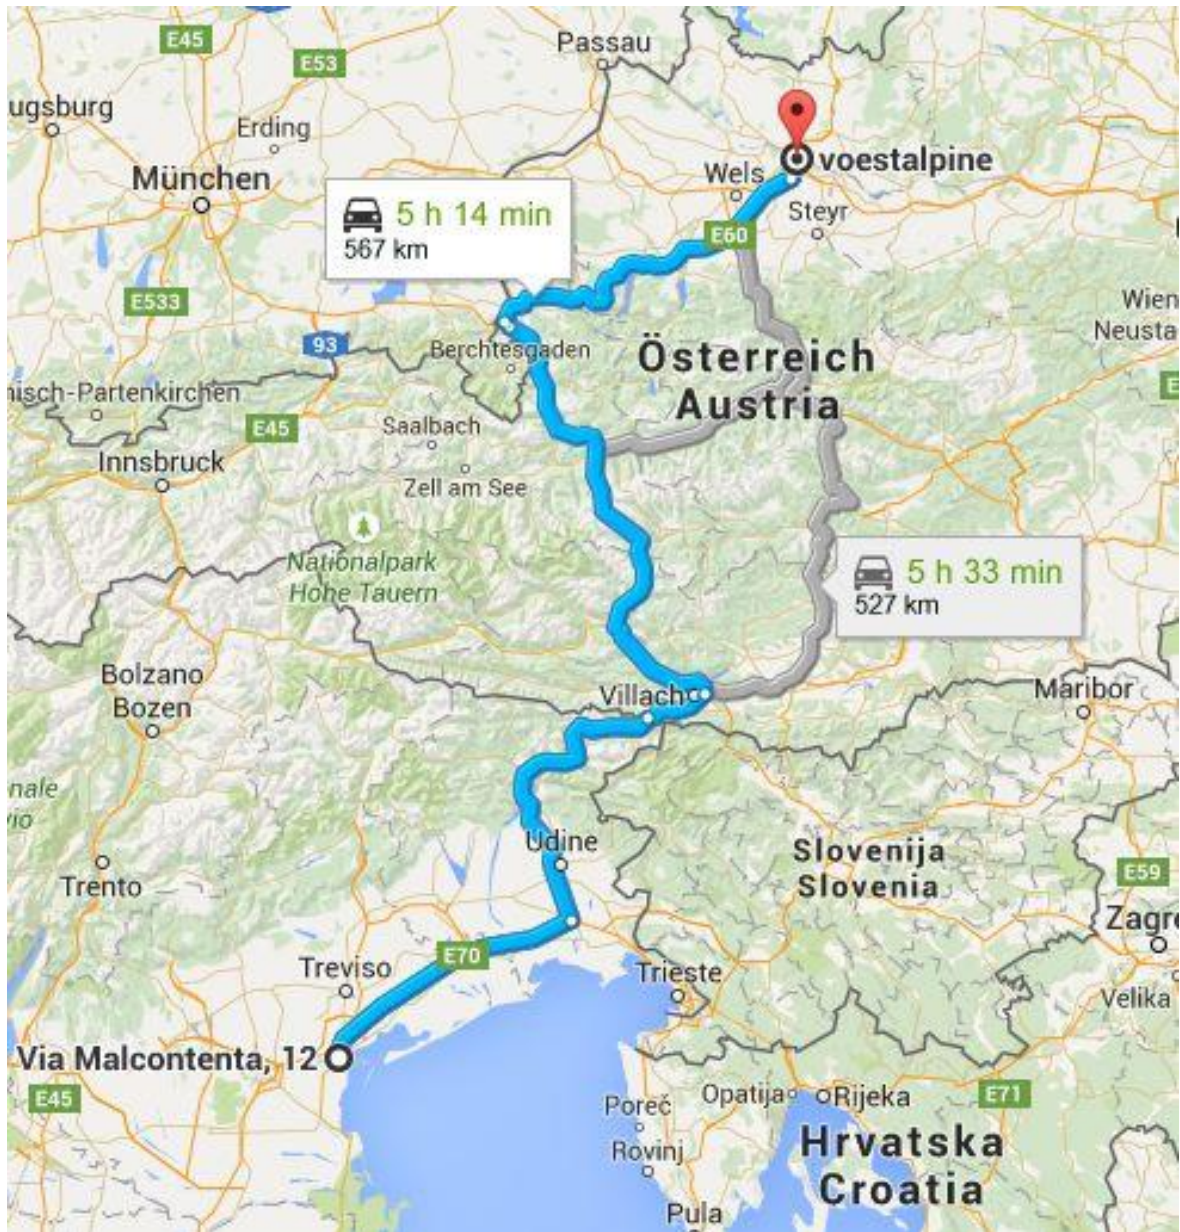 E45
Passau
E53
ugsburg
Erding
München
Wels
voestalpine
5 h 14 min
567 km
Steyr
E60
E533
Wien
Neusta
93
Berchtesgaden
Österreich
Austria
misch-Partenkirchen
E45
Saalbach
Innsbruck
Zell am See
Nationalpark
Hohe Tauern
5 h 33 min
527 km
Bolzano
Bozen
Villach
Maribor
nale
vio
Udine
Slovenija
Slovenia
Trento
E59
Zagre
E70
Treviso
Trieste
Velika
Via Malcontenta, 12
E45
Opatija
Rijeka
E71
Poreč
Rovinj
Hrvatska
Croatia
Pula